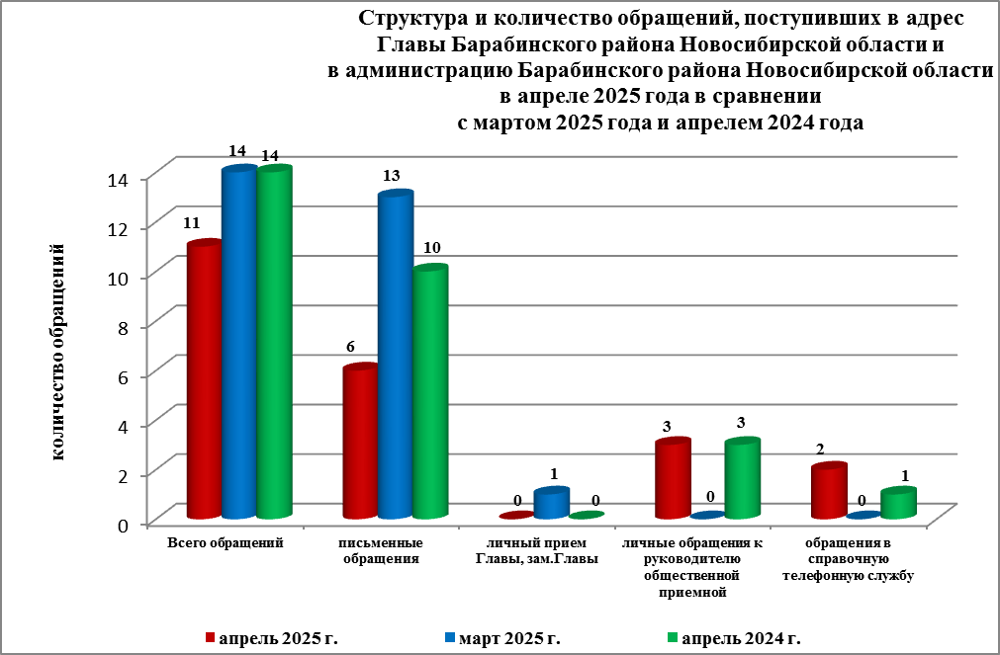 Структура и количество обращений, поступивших в адрес
Главы Барабинского района Новосибирской области и
в администрацию Барабинского района Новосибирской области
в апреле 2025 года в сравнении
с мартом 2025 года и апрелем 2024 года
количество обращений
14
12
10
8
6
4
2
0
11
14
14
6
13
10
0
1
0
3
0
3
2
0
1
Всего обращений
письменные
обращения
личный прием
Главы, зам.Главы
личные обращения к
руководителю
общественной
приемной
обращения в
справочную
телефонную службу
апрель 2025 г.
март 2025 г.
апрель 2024 г.